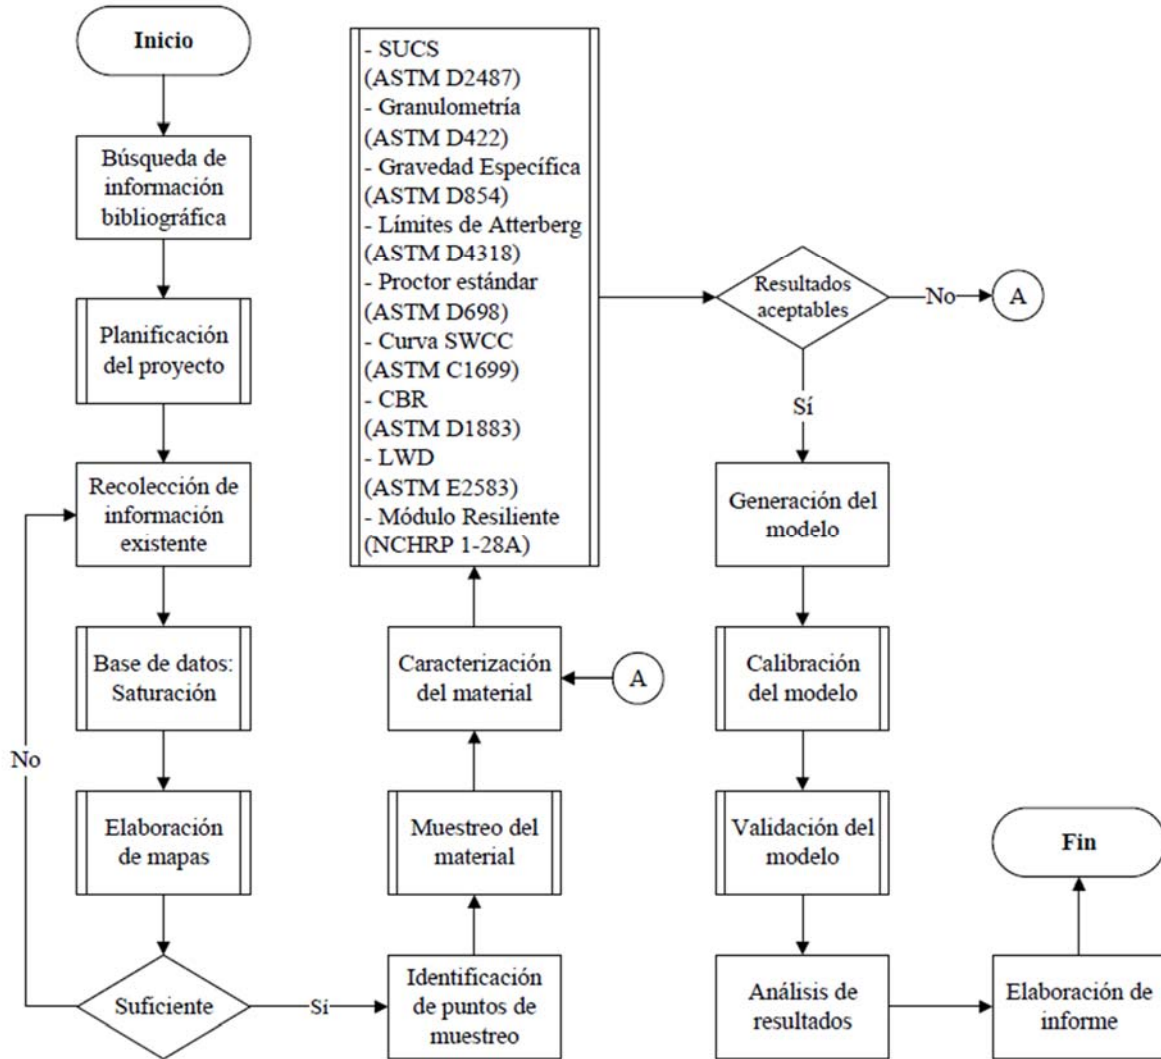 Inicio
Búsqueda de
información
bibliográfica
Planificación
del proyecto
Recolección de
información
existente
Base de datos:
Saturación
Elaboración
de mapas
Suficiente
No
Sí
Identificación
de puntos de
muestreo
Muestreo del
material
Caracterización
del material
A
- SUCS
(ASTM D2487)
- Granulometría
(ASTM D422)
- Gravedad Específica
(ASTM D854)
- Límites de Atterberg
(ASTM D4318)
- Proctor estándar
(ASTM D698)
- Curva SWCC
(ASTM C1699)
- CBR
(ASTM D1883)
- LWD
(ASTM E2583)
- Módulo Resiliente
(NCHRP 1-28A)
Resultados
aceptables
No
A
Sí
Generación del
modelo
Calibración
del modelo
Validación del
modelo
Análisis de
resultados
Elaboración de
informe
Fin